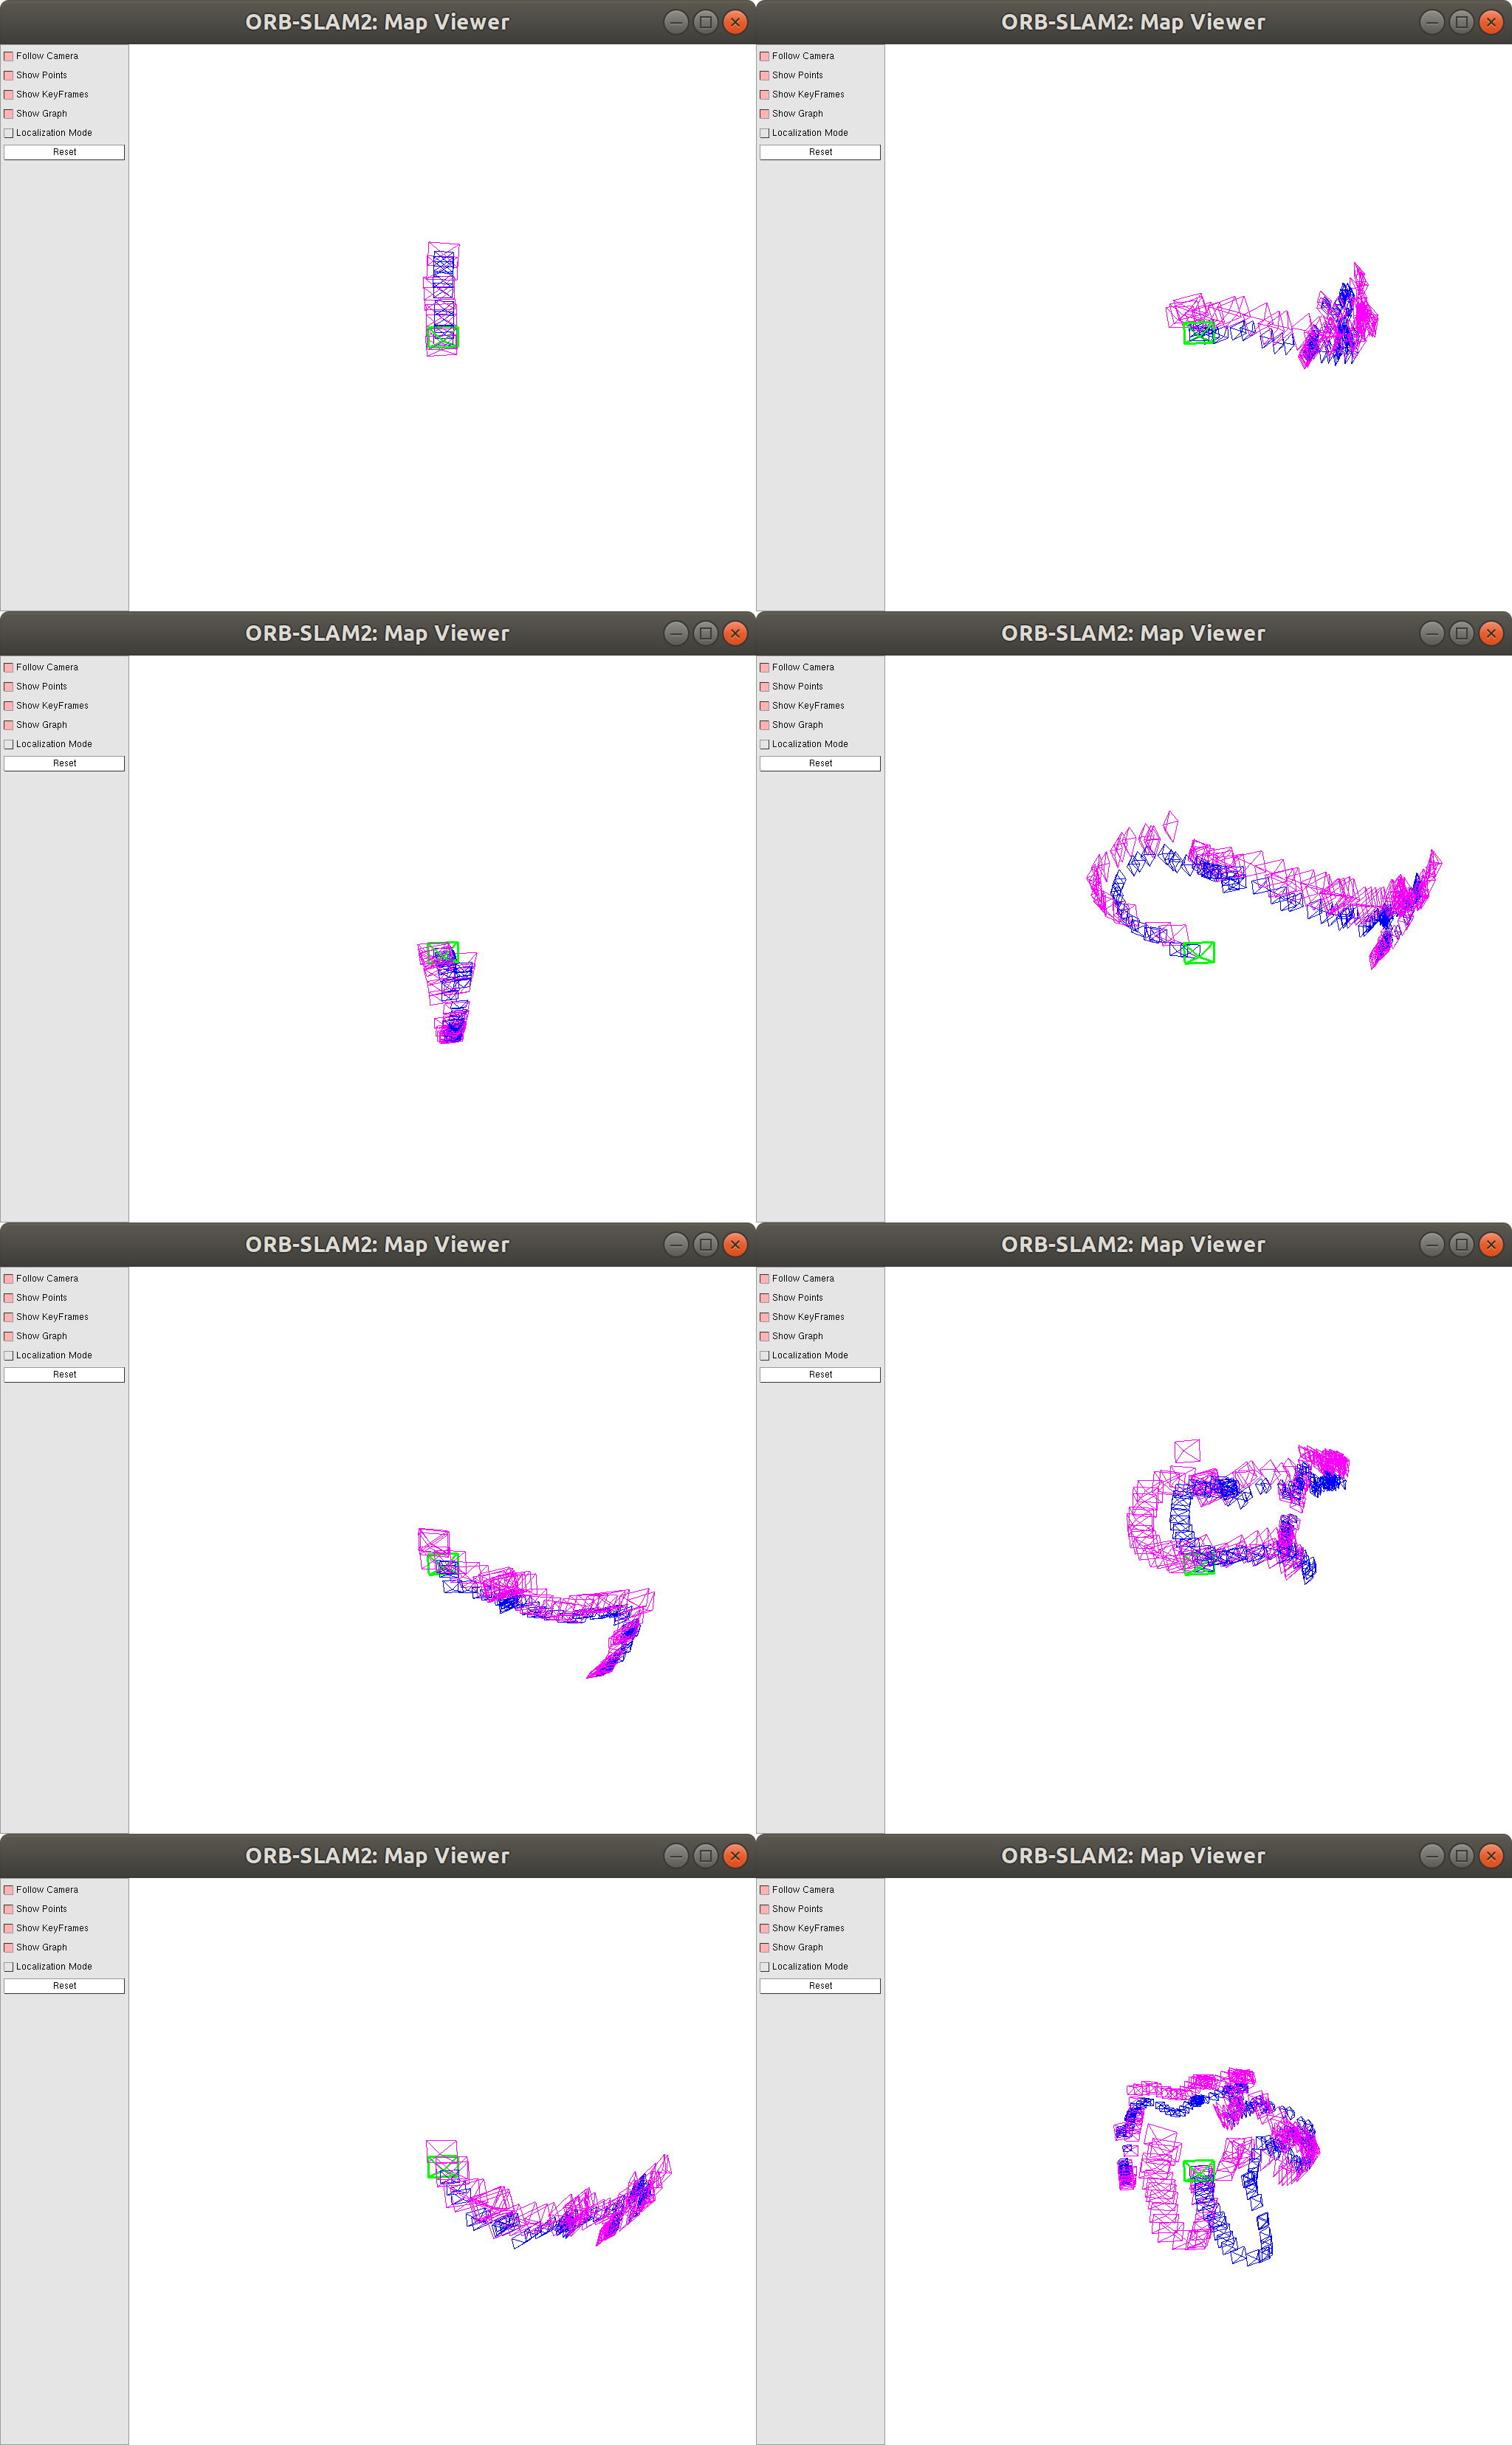 ORB-SLAM2: Map Viewer
Follow Camera
Show Points
Show KeyFrames
Show Graph
Localization Mode
Reset
ORB-SLAM2: Map Viewer
Follow Camera
Show Points
Show KeyFrames
Show Graph
Localization Mode
Reset
ORB-SLAM2: Map Viewer
Follow Camera
Show Points
Show KeyFrames
Show Graph
Localization Mode
Reset
ORB-SLAM2: Map Viewer
Follow Camera
Show Points
Show KeyFrames
Show Graph
Localization Mode
Reset
ORB-SLAM2: Map Viewer
Follow Camera
Show Points
Show KeyFrames
Show Graph
Localization Mode
Reset
ORB-SLAM2: Map Viewer
Follow Camera
Show Points
Show KeyFrames
Show Graph
Localization Mode
Reset
ORB-SLAM2: Map Viewer
Follow Camera
Show Points
Show KeyFrames
Show Graph
Localization Mode
Reset
ORB-SLAM2: Map Viewer
Follow Camera
Show Points
Show KeyFrames
Show Graph
Localization Mode
Reset